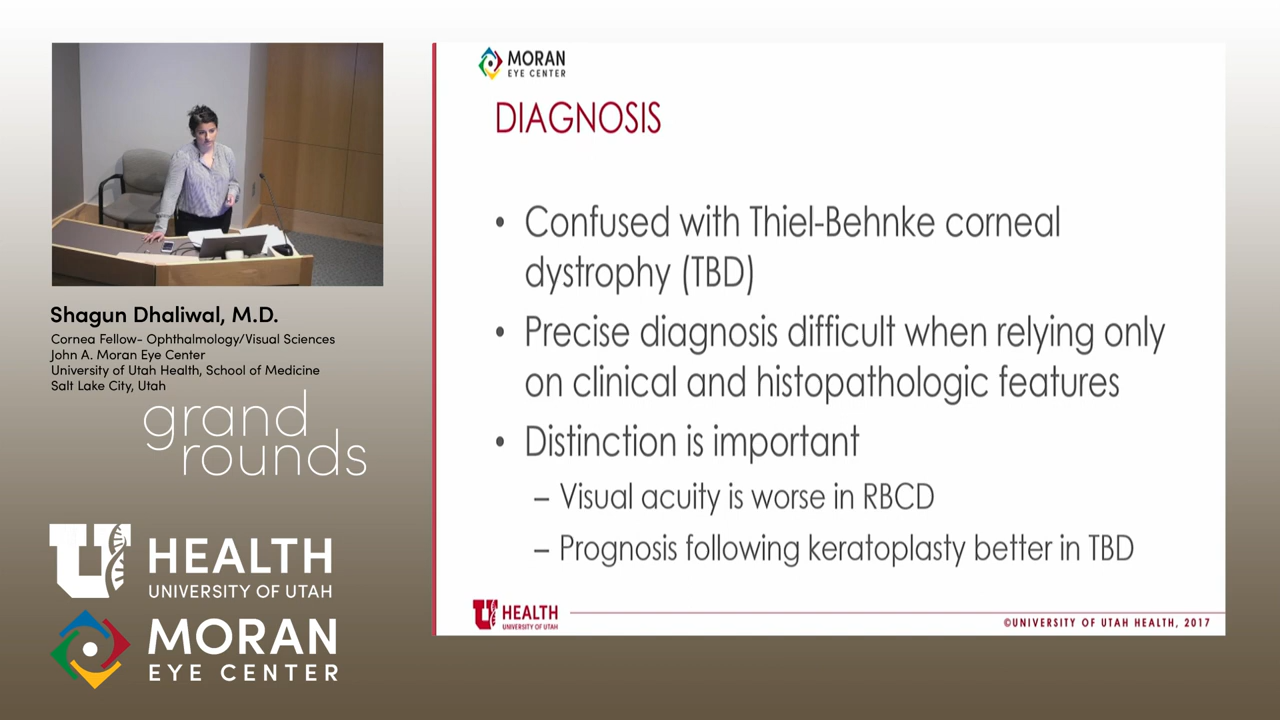 Shagun Dhaliwal, M.D.
Cornea Fellow- Ophthalmology/Visual Sciences
John A. Moran Eye Center
University of Utah Health, School of Medicine
Salt Lake City, Utah
grand
rounds
U HEALTH
UNIVERSITY OF UTAH
MORAN
EYE CENTER
MORAN
EYE CENTER
DIAGNOSIS
• Confused with Thiel-Behnke corneal
dystrophy (TBD)
• Precise diagnosis difficult when relying only
on clinical and histopathologic features
• Distinction is important
– Visual acuity is worse in RBCD
– Prognosis following keratoplasty better in TBD
U HEALTH
UNIVERSITY OF UTAH
©UNIVERSITY OF UTAH HEALTH, 2017